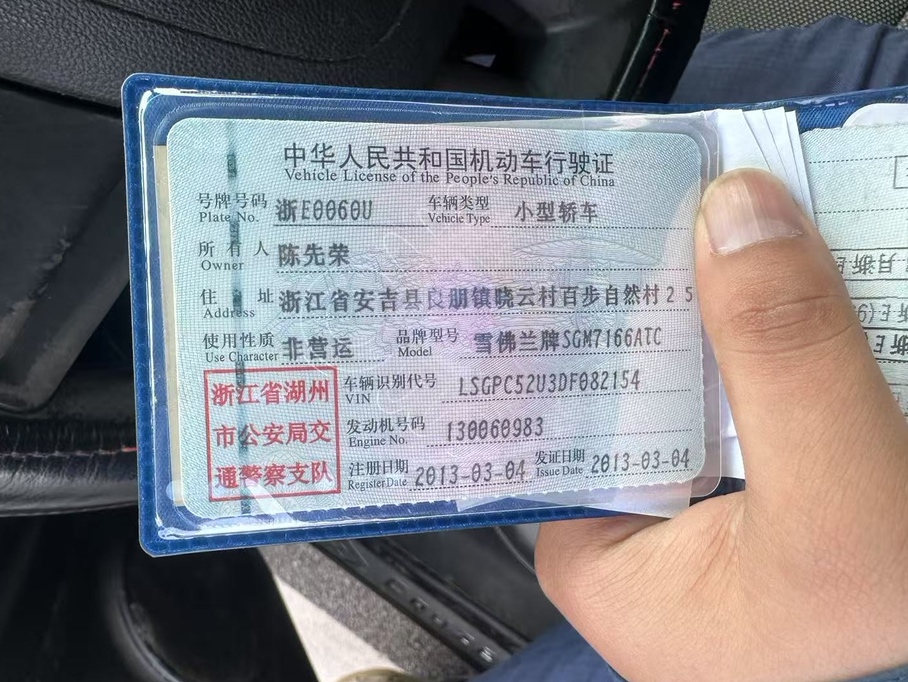 中华人民共和国机动车行驶证
Vehicle License of the People's Republic of China
号牌号码 浙E0060U 车辆类型 小型轿车
Plate No. Vehicle Type
所有人 陈先荣
Owner
住址 浙江省安吉县良朋镇晓云村百步自然村25
Address
使用性质 非营运 品牌型号 雪佛兰牌SGM7166ATC
Use Character Model
浙江省湖州
市公安局交
通警察支队
车辆识别代号 LSGPC52U3DF082154
VIN
发动机号码 130060983
Engine No.
注册日期 2013-03-04 发证日期 2013-03-04
Register Date Issue Date